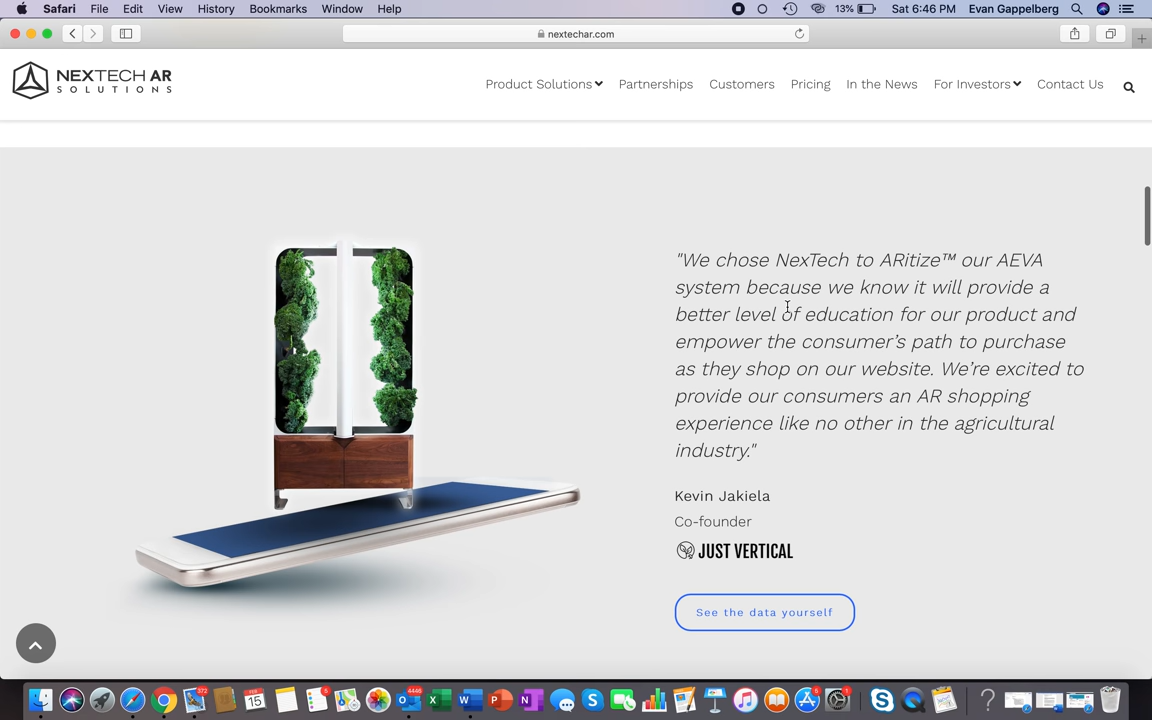 Safari File Edit View History Bookmarks Window Help 13% Sat 6:46 PM Evan Gappelberg
nextechar.com
NEXTECH AR
SOLUTIONS
Product Solutions Partnerships Customers Pricing In the News For Investors Contact Us
"We chose NexTech to ARitize™ our AEVA
system because we know it will provide a
better level of education for our product and
empower the consumer’s path to purchase
as they shop on our website. We’re excited to
provide our consumers an AR shopping
experience like no other in the agricultural
industry."
Kevin Jakiela
Co-founder
JUST VERTICAL
See the data yourself